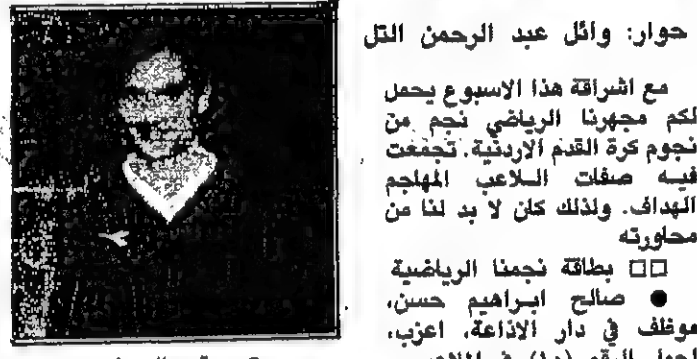 حوار: وائل عبد الرحمن التل
مع اشراقة هذا الاسبوع يحمل
لكم مجهرنا الرياضي نجم من
نجوم كرة القدم الاردنية. تجمعت
فيه صفات اللاعب المهاجم
الهداف. ولذلك كان لا بد لنا من
محاورته
□□ بطاقة نجمنا الرياضية
● صالح ابراهيم حسن،
موظف في دار الاذاعة، اعزب،